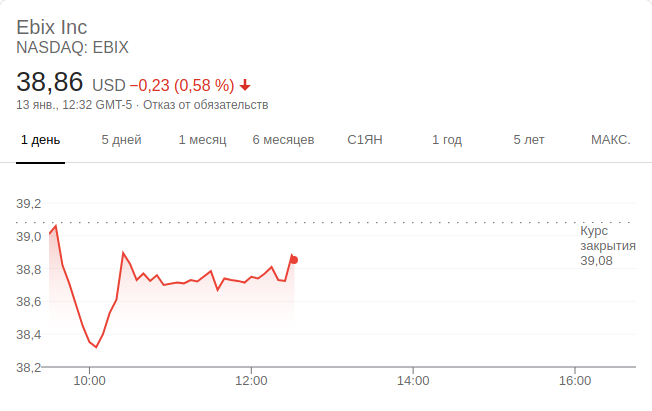 Ebix Inc
NASDAQ: EBIX
38,86 USD −0,23 (0,58 %)
13 янв., 12:32 GMT-5 · Отказ от обязательств
1 день 5 дней 1 месяц 6 месяцев С1ЯН 1 год 5 лет МАКС.
39,2
39,0
38,8
38,6
38,4
38,2
Курс
закрытия
39,08
10:00 12:00 14:00 16:00